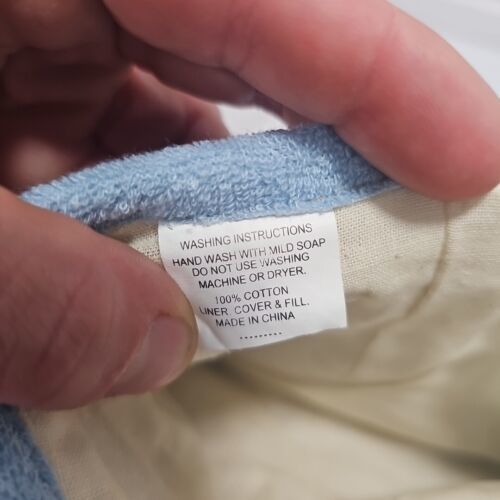 WASHING INSTRUCTIONS
HAND WASH WITH MILD SOAP
DO NOT USE WASHING
MACHINE OR DRYER.
100% COTTON
LINER COVER & FILL.
MADE IN CHINA
.........